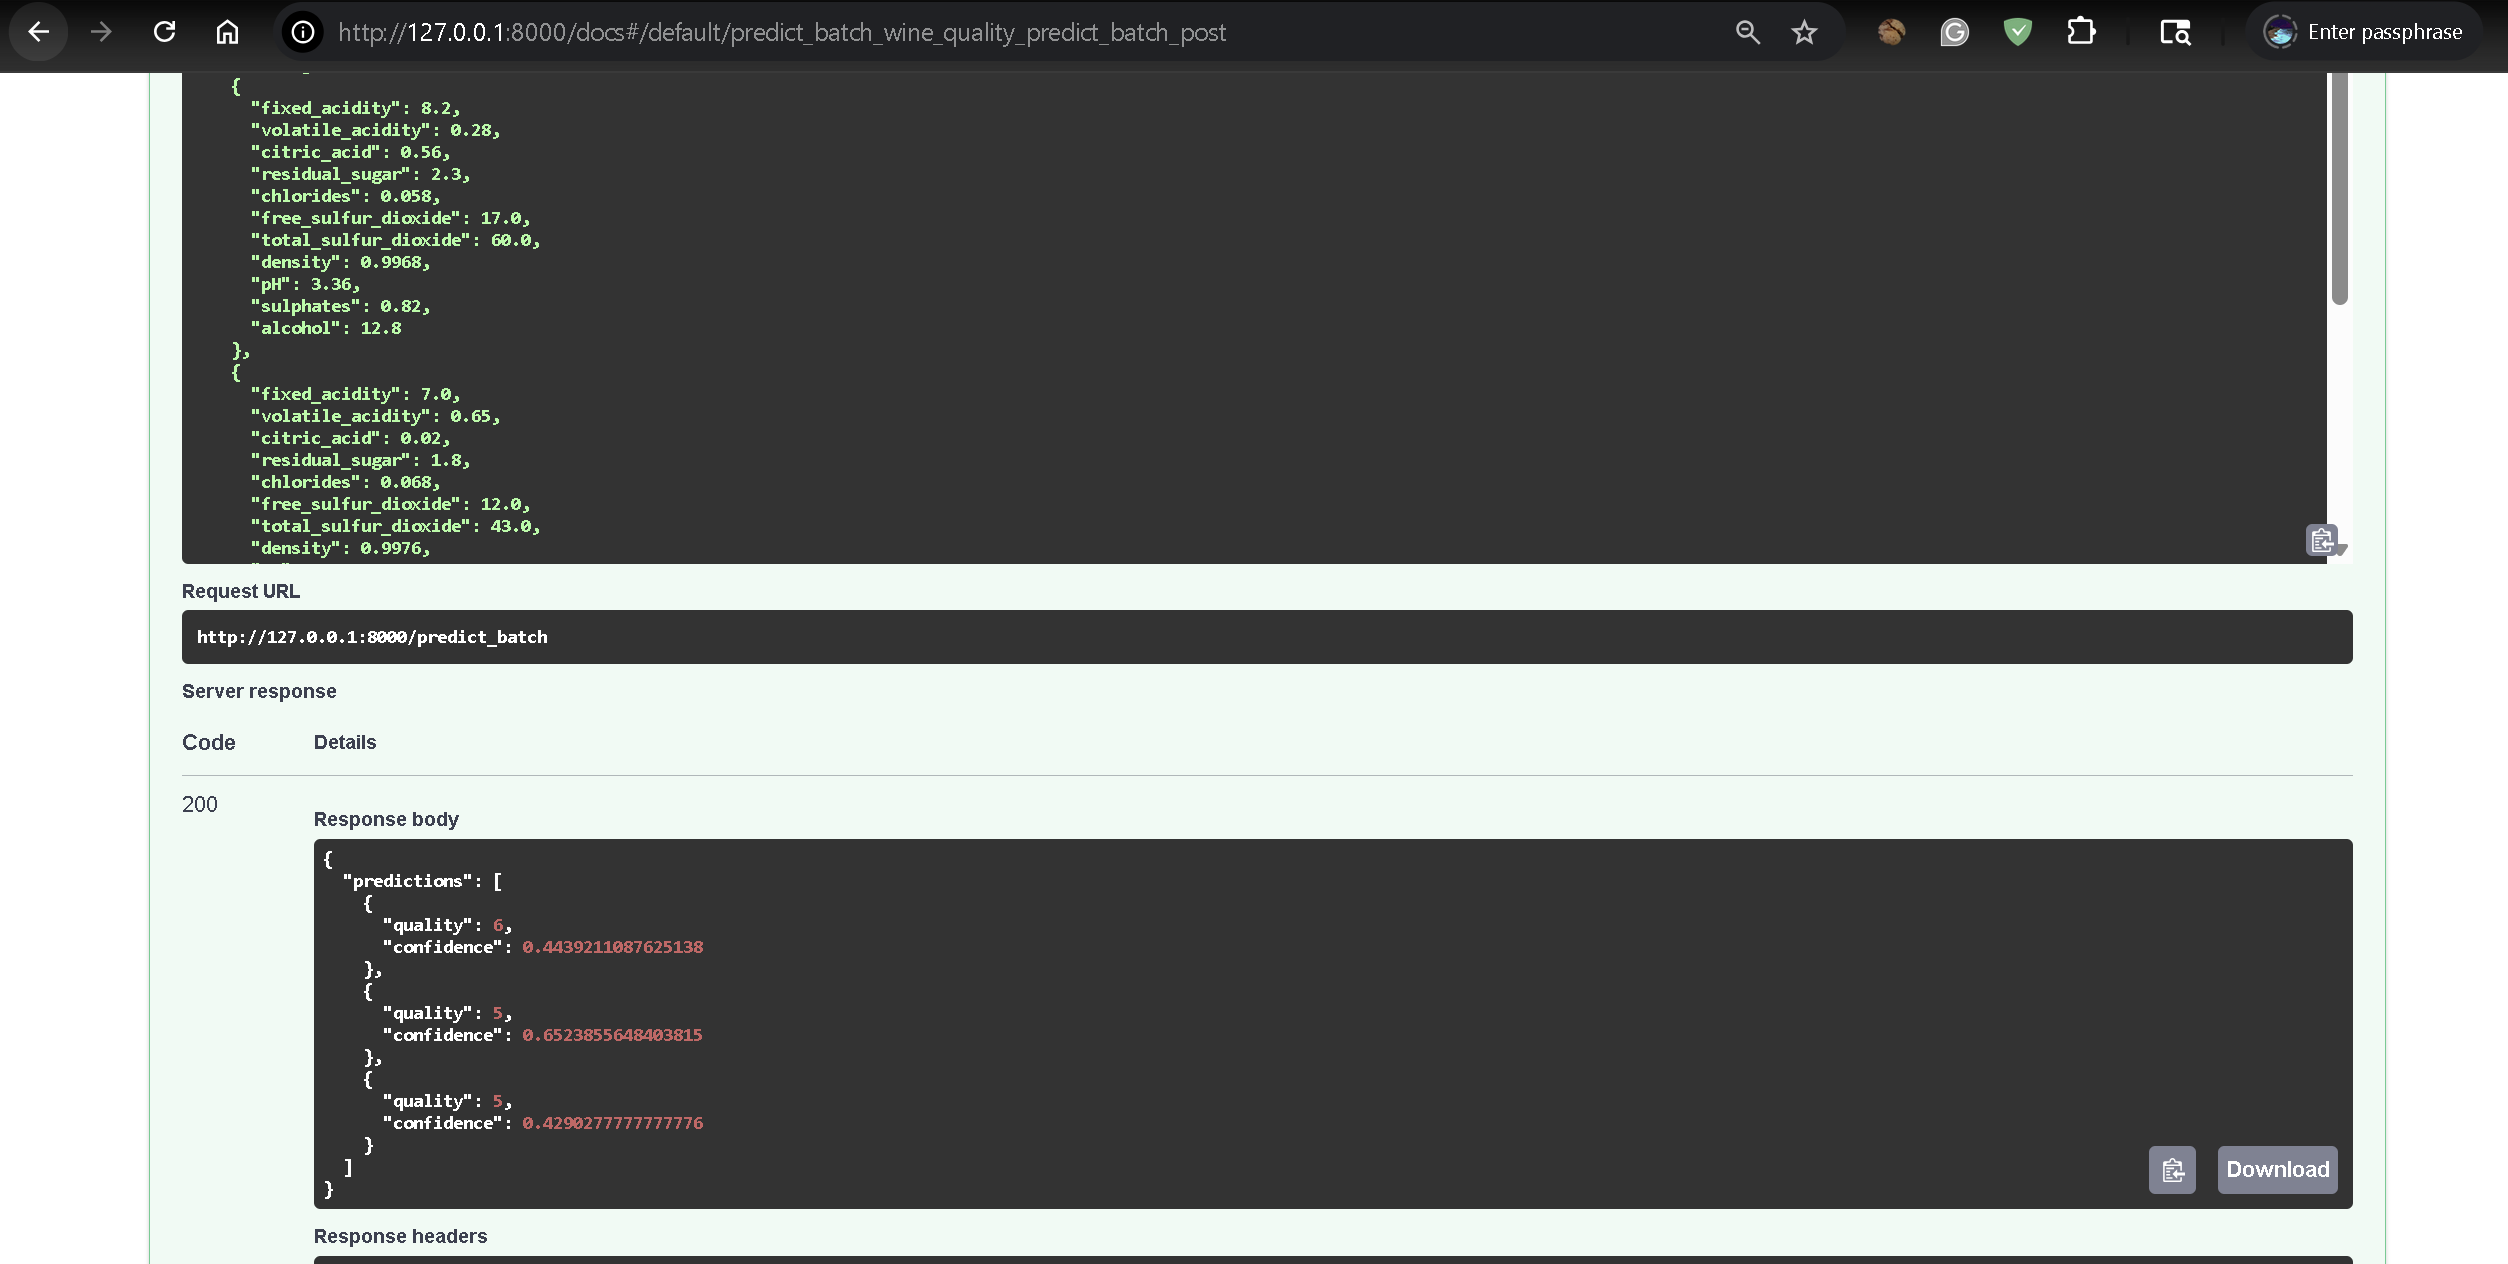 http://127.0.0.1:8000/docs#/default/predict_batch_wine_quality_predict_batch_post
Enter passphrase
{
"fixed_acidity": 8.2,
"volatile_acidity": 0.28,
"citric_acid": 0.56,
"residual_sugar": 2.3,
"chlorides": 0.058,
"free_sulfur_dioxide": 17.0,
"total_sulfur_dioxide": 60.0,
"density": 0.9968,
"pH": 3.36,
"sulphates": 0.82,
"alcohol": 12.8
},
{
"fixed_acidity": 7.0,
"volatile_acidity": 0.65,
"citric_acid": 0.02,
"residual_sugar": 1.8,
"chlorides": 0.068,
"free_sulfur_dioxide": 12.0,
"total_sulfur_dioxide": 43.0,
"density": 0.9976,
Request URL
http://127.0.0.1:8000/predict_batch
Server response
Code Details
200
Response body
{
"predictions": [
{
"quality": 6,
"confidence": 0.4439211087625138
},
{
"quality": 5,
"confidence": 0.6523855648403815
},
{
"quality": 5,
"confidence": 0.4290277777777776
}
]
}
Download
Response headers